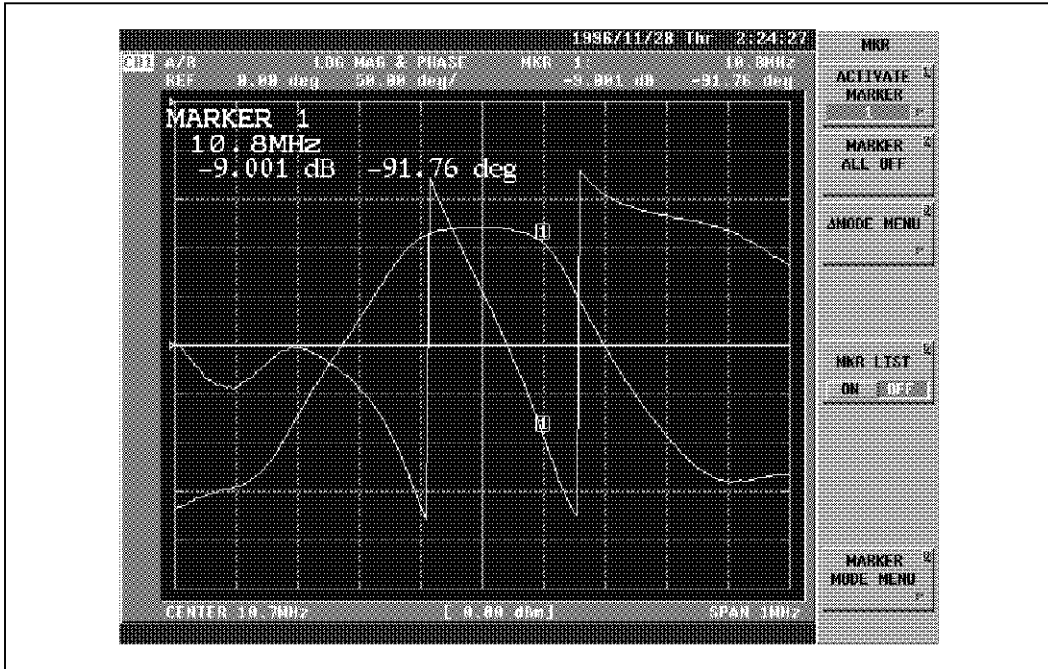 1996/11/28 Thr 2:24:27
CH1 A/R LOG MAG & PHASE MKR 1: 10.8MHz
REF 0.00 deg 50.00 deg/ -9.001 dB -91.76 deg
MARKER 1
10.8MHz
-9.001 dB -91.76 deg
1
1
CENTER 10.7MHz [ 0.00 dBm] SPAN 1MHz
MKR
ACTIVATE
MARKER
1
MARKER
ALL OFF
ΔMODE MENU
MKR LIST
ON OFF
MARKER
MODE MENU